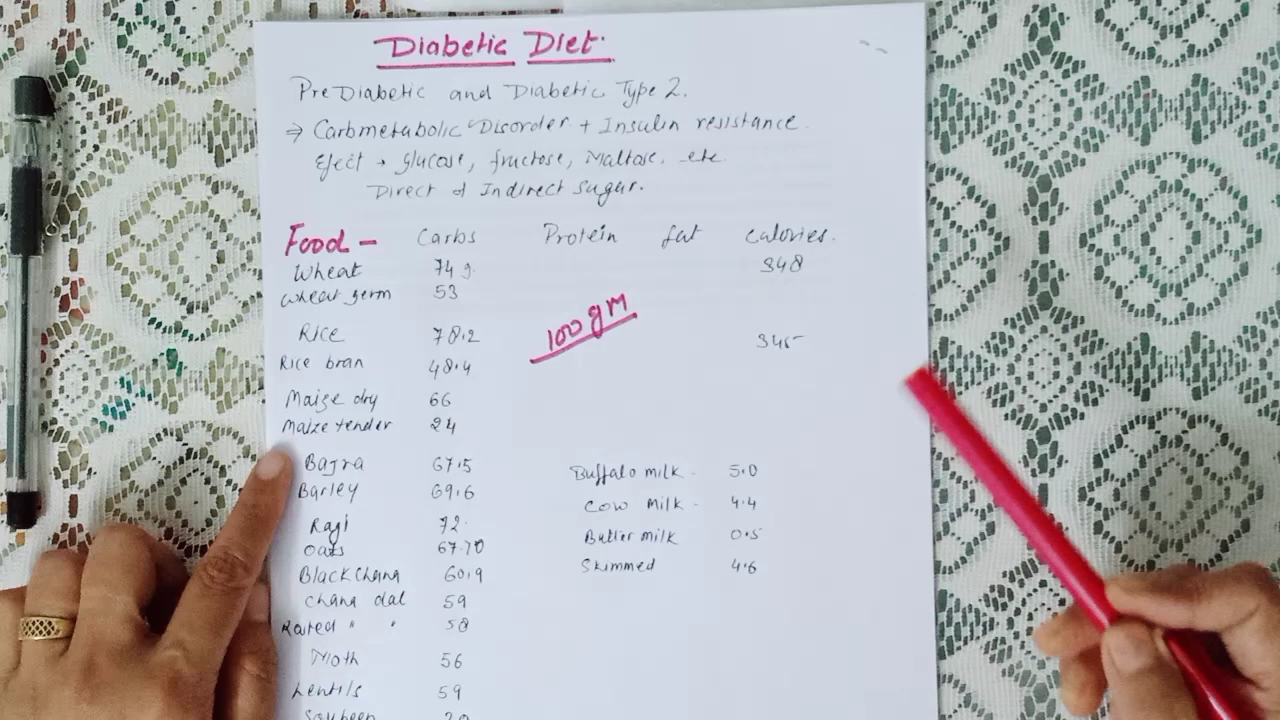 Diabetic Diet.
PreDiabetic and Diabetic Type 2.
⇒ Carbmetabolic Disorder + Insulin resistance.
Efect → glucose, fructose, Maltose, etc.
Direct & Indirect sugar.
Food – Carbs Protein fat calories.
Wheat 74 g. 348
Wheat germ 53
100 gm
Rice 78.2 345
Rice bran 48.4
Maize dry 66
Maize tender 24
Bajra 67.5 Buffalo milk - 5.0
Barley 69.6 Cow milk - 4.4
Ragi 72. Butter milk 0.5
Oats Skimmed 4.6
Black Chana 60.9
Chana dal 59
" " 58
Moth 56
Lentils 59